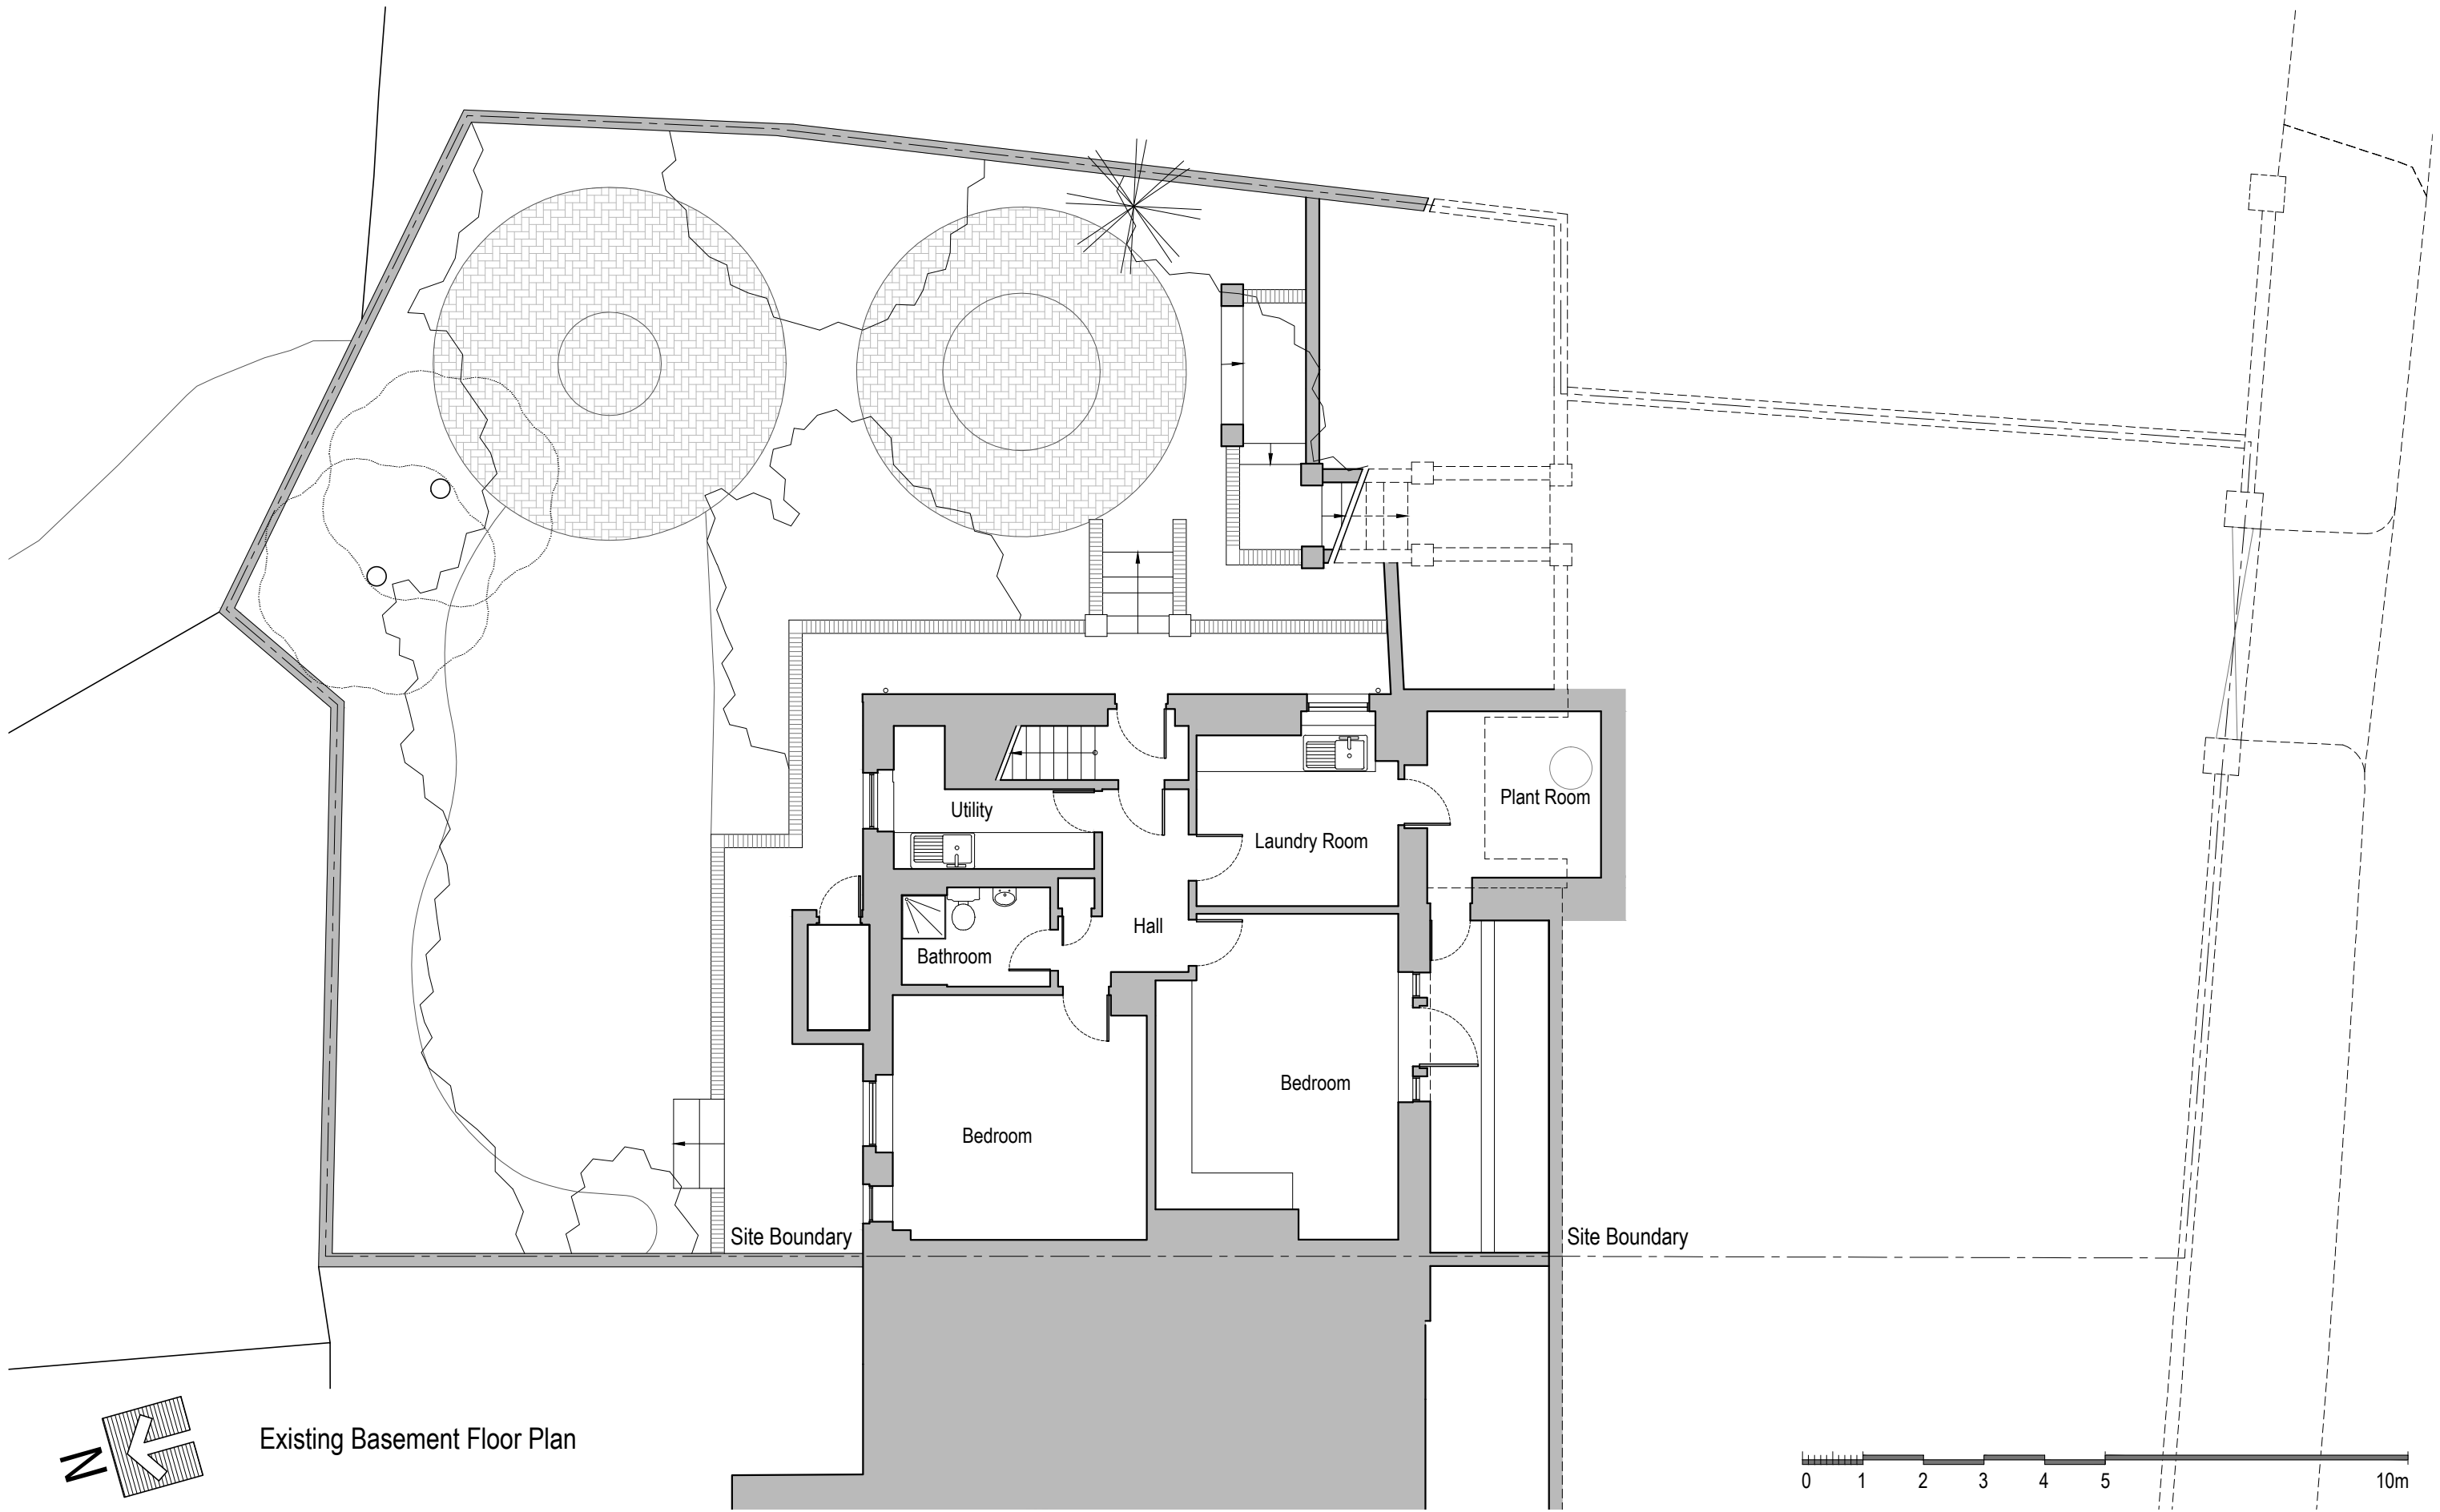 Utility
Plant Room
Laundry Room
Hall
Bathroom
Bedroom
Bedroom
Site Boundary
Site Boundary
N
Existing Basement Floor Plan
0 1 2 3 4 5 10m